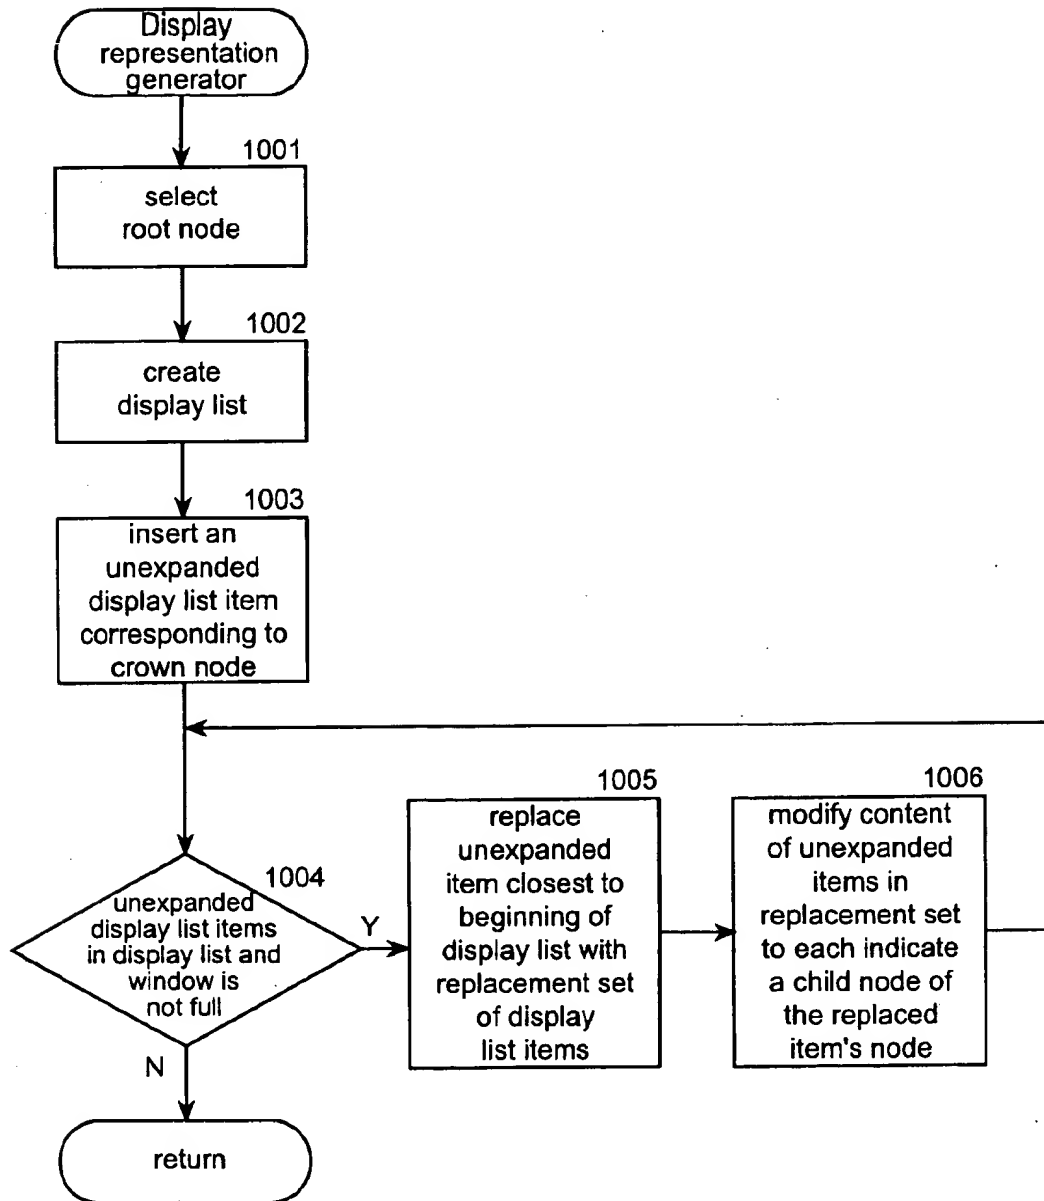 Display
representation
generator
1001
select
root node
1002
create
display list
1003
insert an
unexpanded
display list item
corresponding to
crown node
1004
unexpanded
display list items
in display list and
window is
not full
Y
N
1005
replace
unexpanded
item closest to
beginning of
display list with
replacement set
of display
list items
1006
modify content
of unexpanded
items in
replacement set
to each indicate
a child node of
the replaced
item's node
return